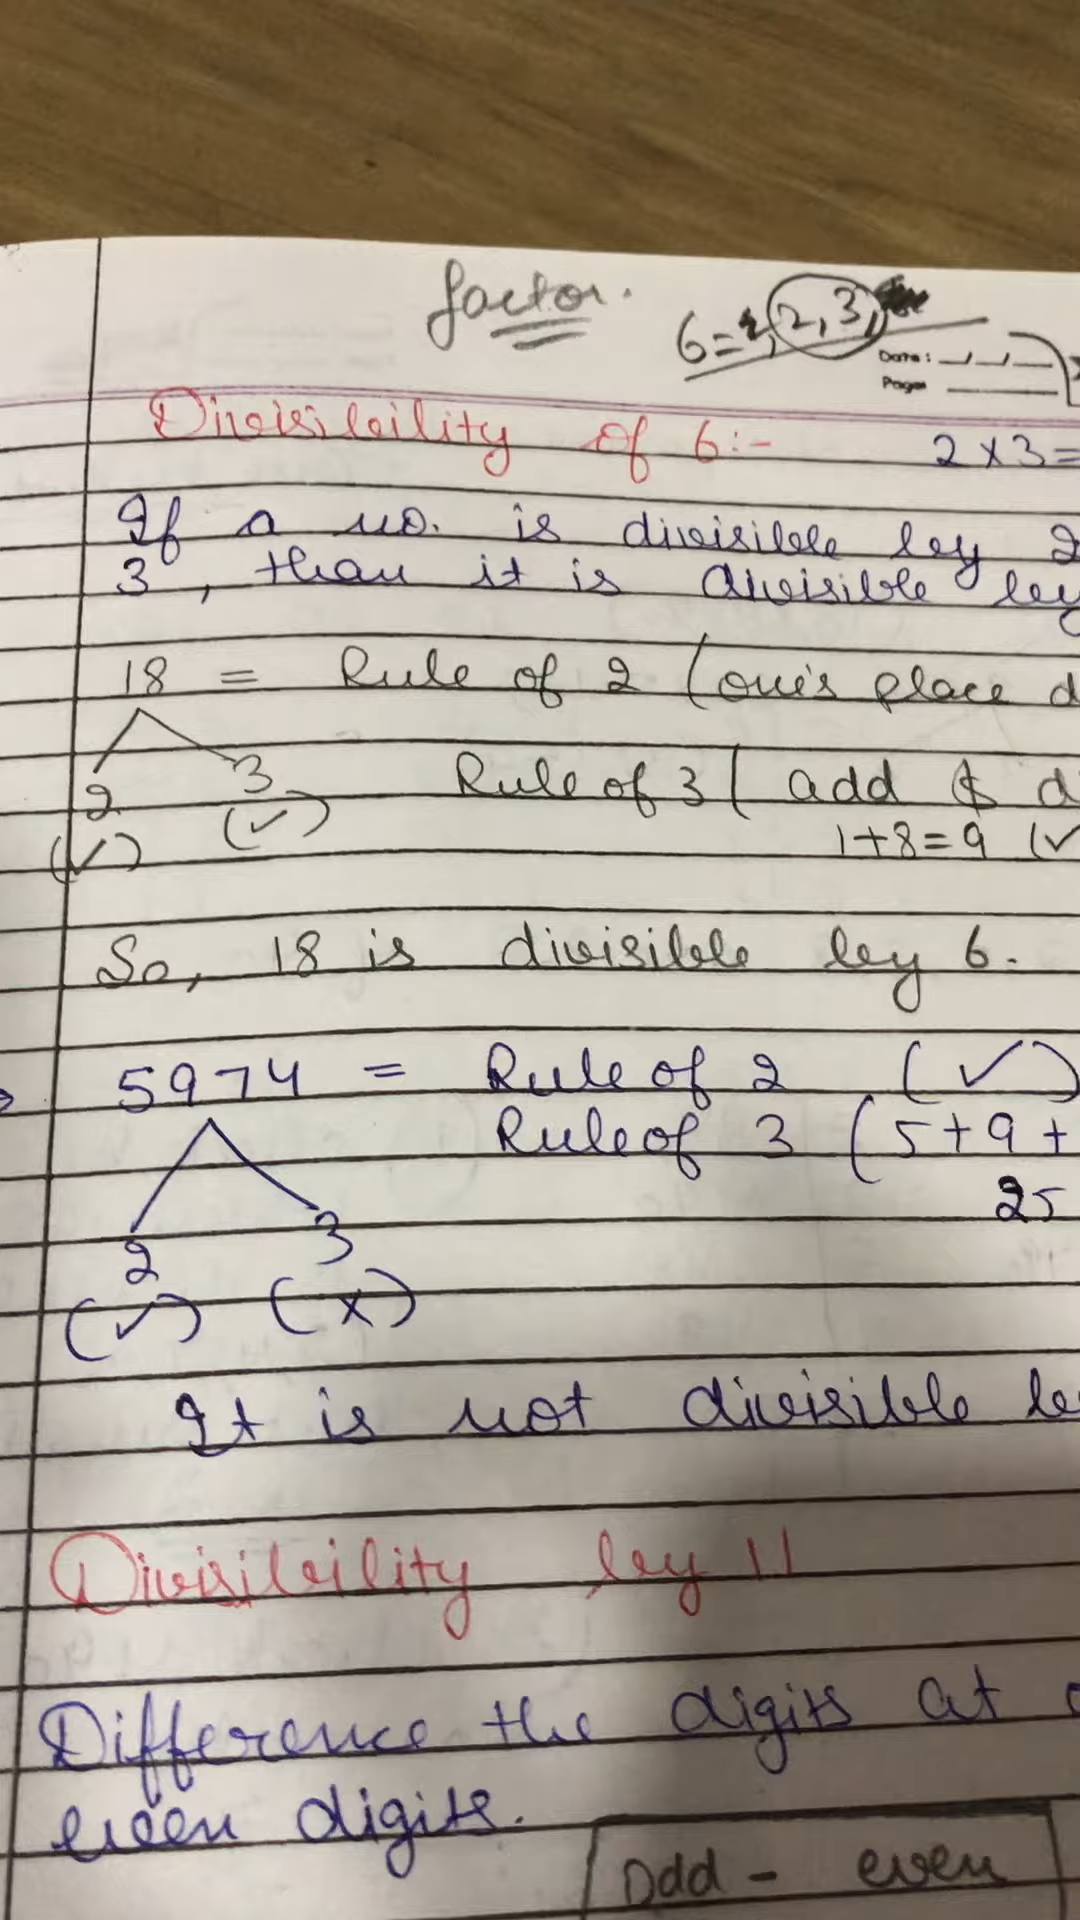 factor.
6=1,2,3,
Date:
Page
Divisibility of 6:-
2×3=
If a no. is divisible by 2
3, than it is divisible by
18 = Rule of 2 (one's place d
2 3 Rule of 3 ( add & d
(✓) (✓) 1+8=9 (✓
So, 18 is divisible by 6.
5974 = Rule of 2 (✓)
Rule of 3 (5+9+
25
2 3
(✓) (×)
It is not divisible
Divisibility by 11
Difference the digits at
even digits.
Odd - even